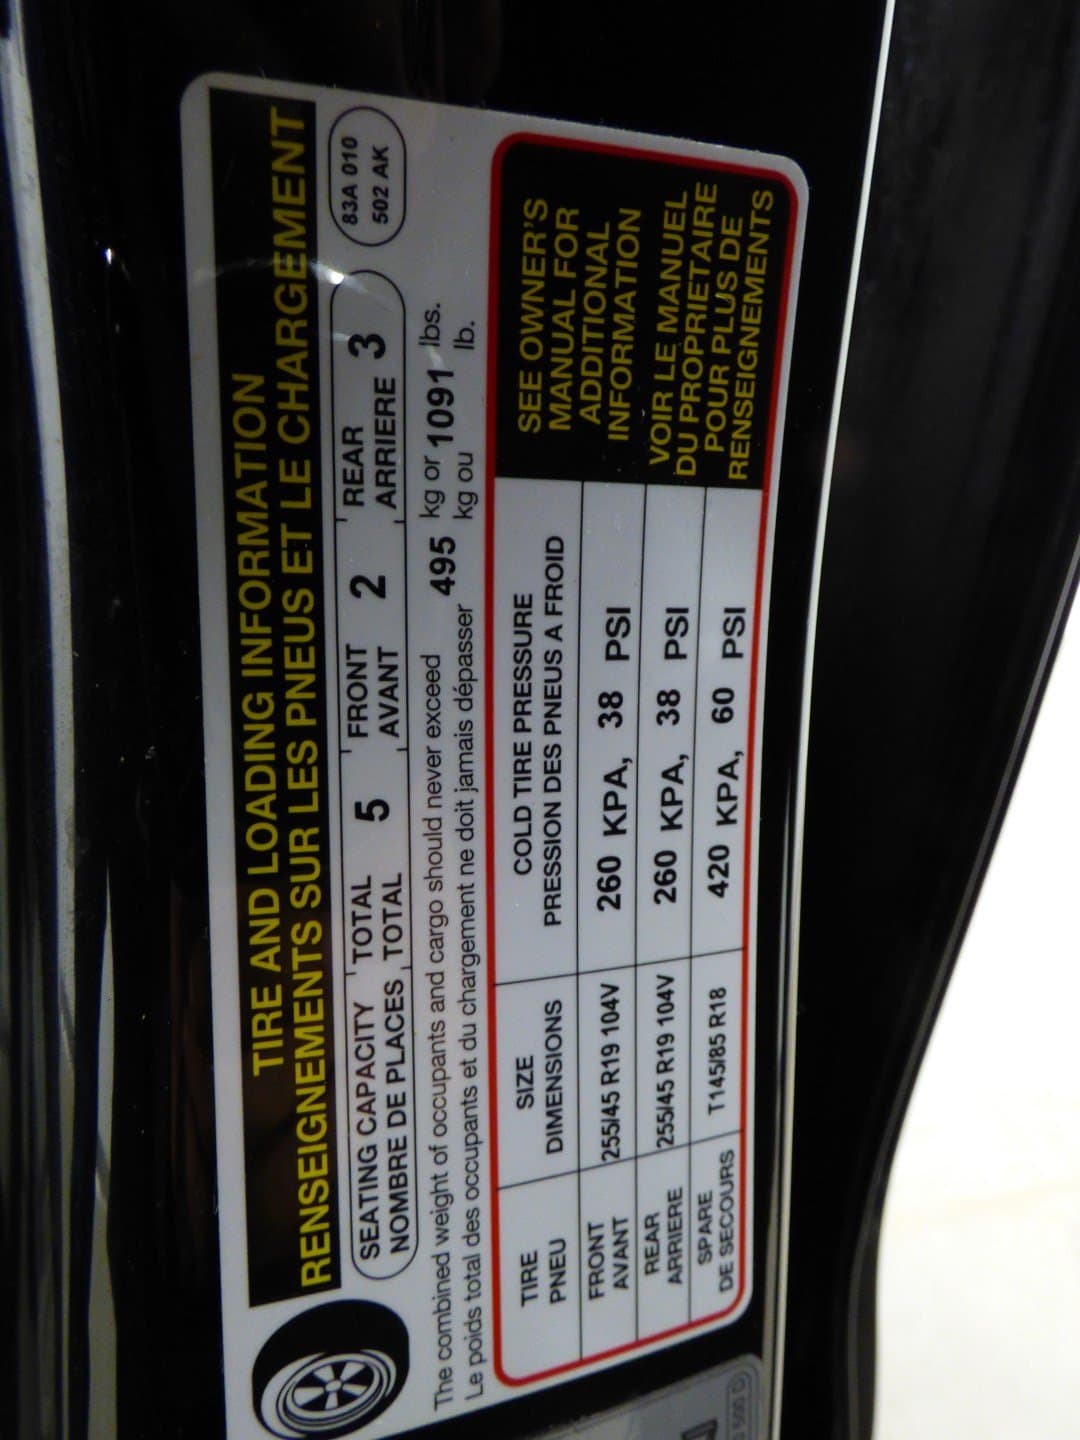 TIRE AND LOADING INFORMATION
RENSEIGNEMENTS SUR LES PNEUS ET LE CHARGEMENT
SEATING CAPACITY TOTAL 5 FRONT 2 REAR 3
NOMBRE DE PLACES TOTAL AVANT ARRIERE
83A 010
502 AK
The combined weight of occupants and cargo should never exceed 495 kg or 1091 lbs.
Le poids total des occupants et du chargement ne doit jamais dépasser kg ou lb.
TIRE SIZE COLD TIRE PRESSURE
PNEU DIMENSIONS PRESSION DES PNEUS A FROID
FRONT
AVANT 255/45 R19 104V 260 KPA, 38 PSI
REAR
ARRIERE 255/45 R19 104V 260 KPA, 38 PSI
SPARE
DE SECOURS T145/85 R18 420 KPA, 60 PSI
SEE OWNER'S
MANUAL FOR
ADDITIONAL
INFORMATION
VOIR LE MANUEL
DU PROPRIETAIRE
POUR PLUS DE
RENSEIGNEMENTS